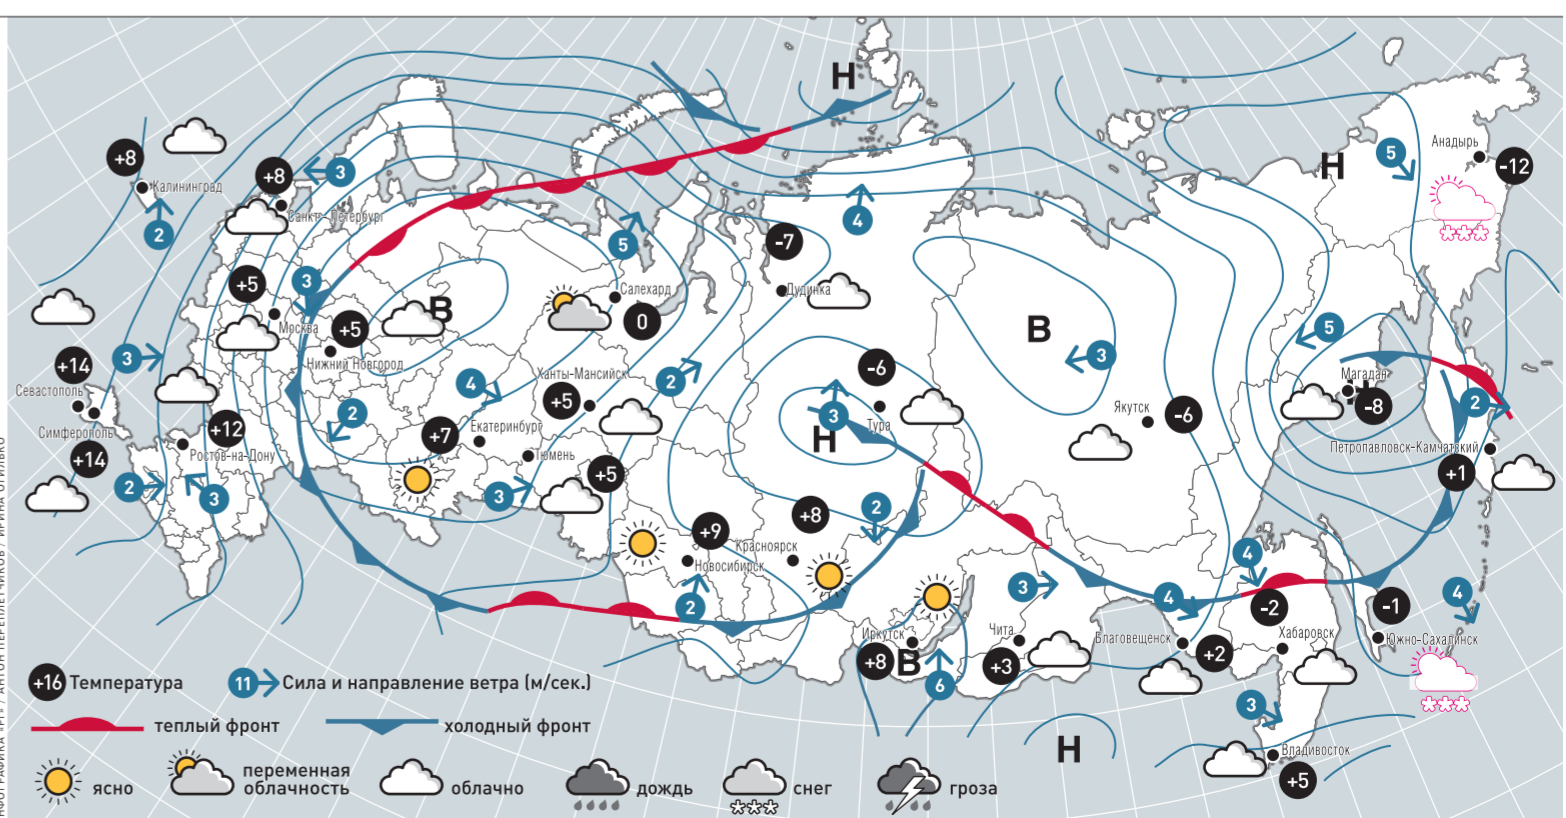 Н
Анадырь
-12
5
Н
+8
Калининград
2
+8
3
Санкт-Петербург
5
4
-7
Дудинка
+5
3
Москва
+5
Нижний Новгород
В
Салехард
0
В
3
5
Магадан
-8
2
+14
Севастополь
3
Симферополь
+14
+12
Ростов-на-Дону
2
3
2
4
Ханты-Мансийск
+5
2
+7
Екатеринбург
Тюмень
3
+5
-6
3
Н
Тура
Якутск
-6
Петропавловск-Камчатский
+1
+9
Новосибирск
2
+8
Красноярск
2
Иркутск
+8
В
6
3
Чита
+3
4
Благовещенск
+2
4
-2
Хабаровск
-1
Южно-Сахалинск
4
3
Владивосток
+5
Н
+16 Температура
11 Сила и направление ветра (м/сек.)
теплый фронт
холодный фронт
ясно
переменная
облачность
облачно
дождь
снег
гроза